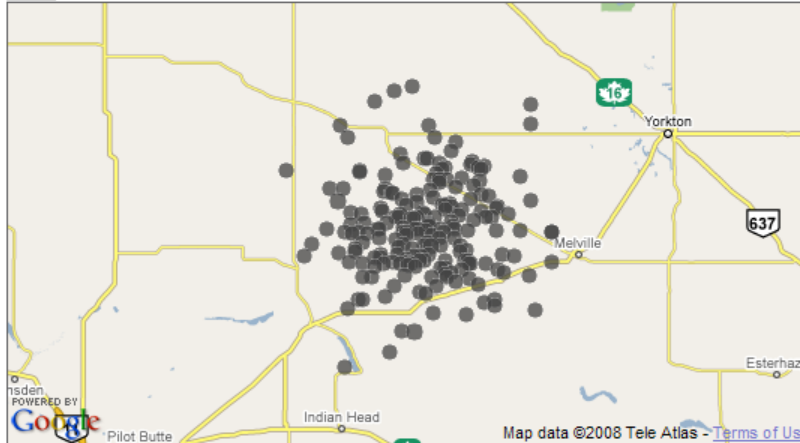 16
Yorkton
637
Melville
Esterhaz
nsden
POWERED BY
Google
Pilot Butte
Indian Head
Map data ©2008 Tele Atlas - Terms of Us